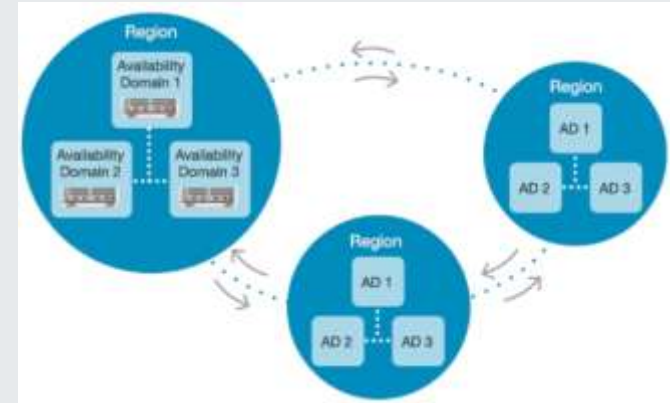 Region
Availability
Domain 1
Availability
Domain 2
Availability
Domain 3
Region
AD 1
AD 2
AD 3
Region
AD 1
AD 2
AD 3